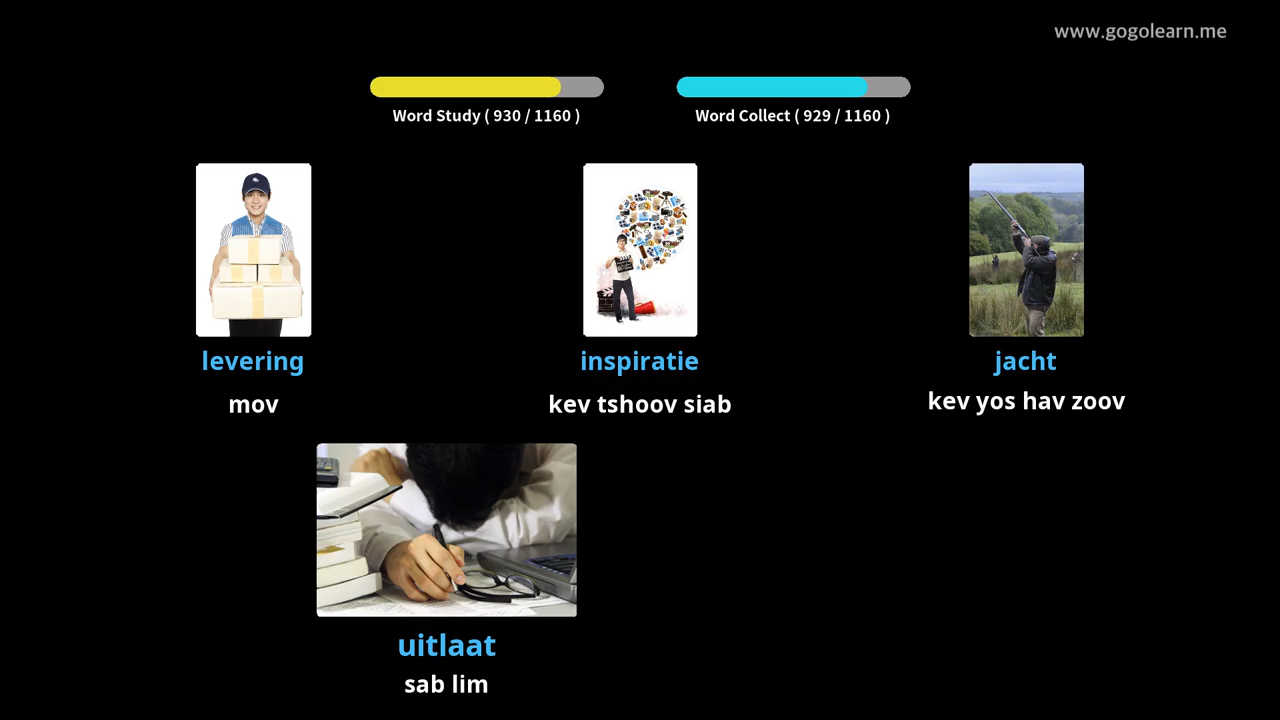 www.gogolearn.me
Word Study ( 930 / 1160 )
Word Collect ( 929 / 1160 )
levering
mov
inspiratie
kev tshoov siab
jacht
kev yos hav zoov
uitlaat
sab lim